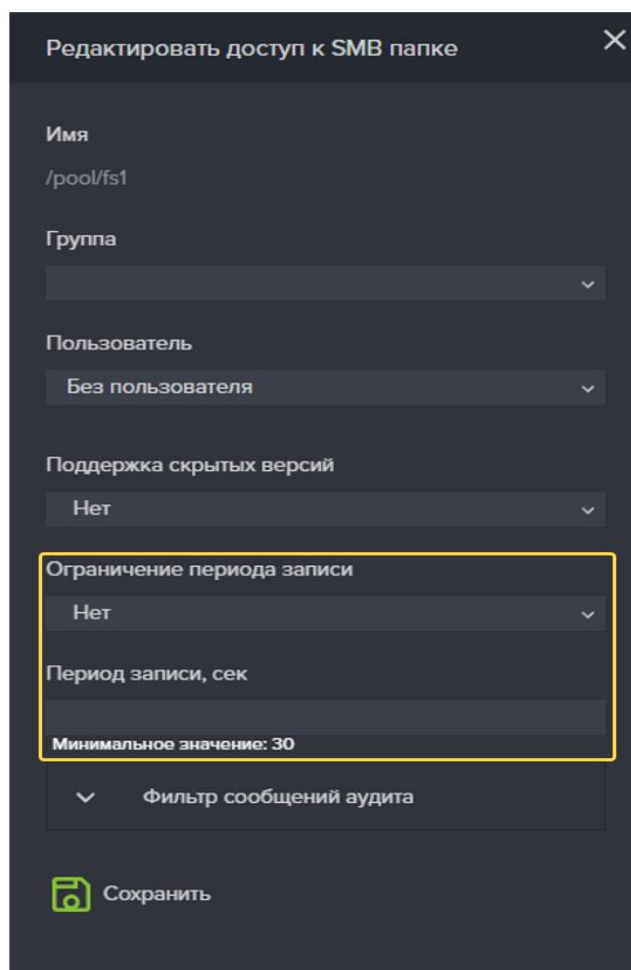 Редактировать доступ к SMB папке
Имя
/pool/fs1
Группа
Пользователь
Без пользователя
Поддержка скрытых версий
Нет
Ограничение периода записи
Нет
Период записи, сек
Минимальное значение: 30
Фильтр сообщений аудита
Сохранить